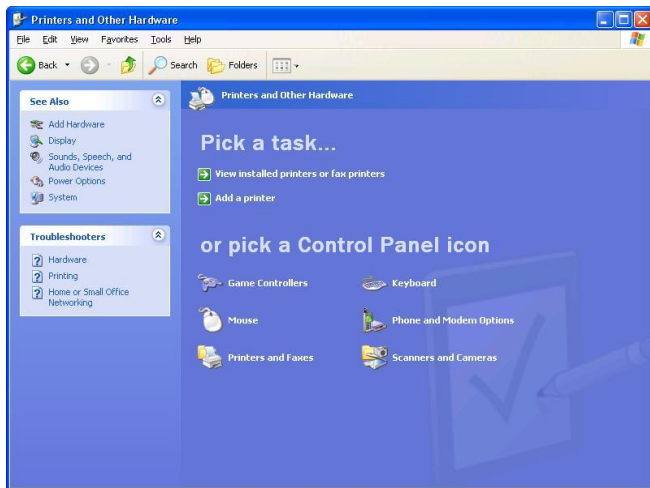 Printers and Other Hardware
File Edit View Favorites Tools Help
Back Search Folders
See Also
Add Hardware
Display
Sounds, Speech, and
Audio Devices
Power Options
System
Troubleshooters
Hardware
Printing
Home or Small Office
Networking
Printers and Other Hardware
Pick a task...
View installed printers or fax printers
Add a printer
or pick a Control Panel icon
Game Controllers Keyboard
Mouse Phone and Modem Options
Printers and Faxes Scanners and Cameras